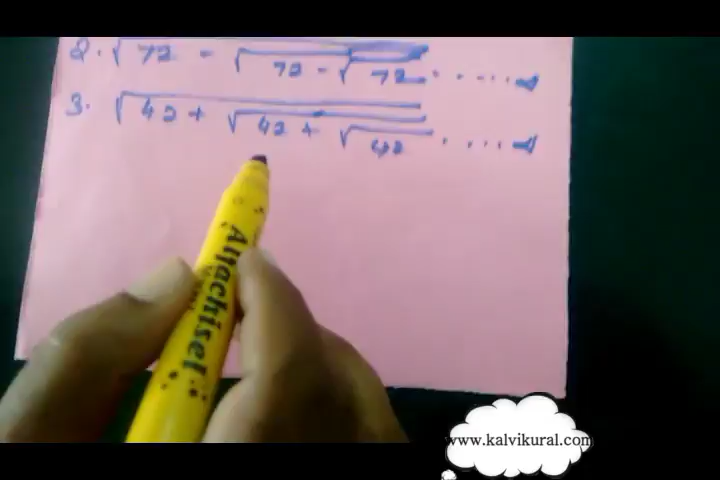 2. √72 - √72 - √72 . . . . . ∞
3. √42 + √42 + √42 . . . . . ∞
Attachisel
www.kalvikural.com